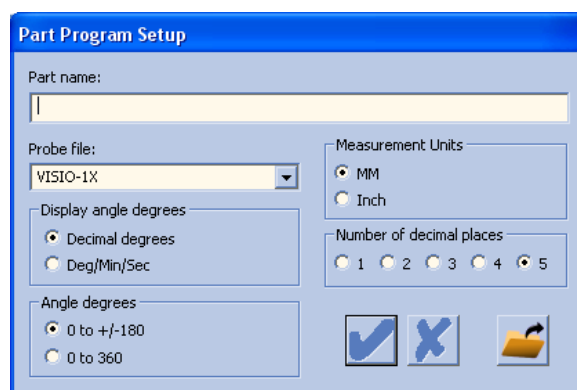 Part Program Setup
Part name:
Probe file:
VISIO-1X
Display angle degrees
Decimal degrees
Deg/Min/Sec
Angle degrees
0 to +/-180
0 to 360
Measurement Units
MM
Inch
Number of decimal places
1 2 3 4 5